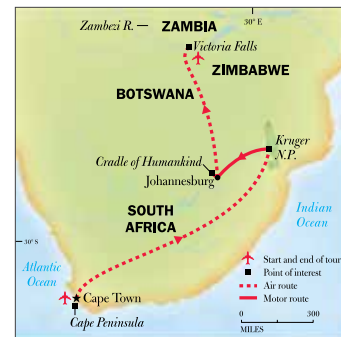 30° E
Zambezi R.
ZAMBIA
Victoria Falls
ZIMBABWE
BOTSWANA
Kruger
N.P.
Cradle of Humankind
Johannesburg
SOUTH
AFRICA
Indian
Ocean
30° S
Atlantic
Ocean
Cape Town
Cape Peninsula
Start and end of tour
Point of interest
Air route
Motor route
0 300
MILES